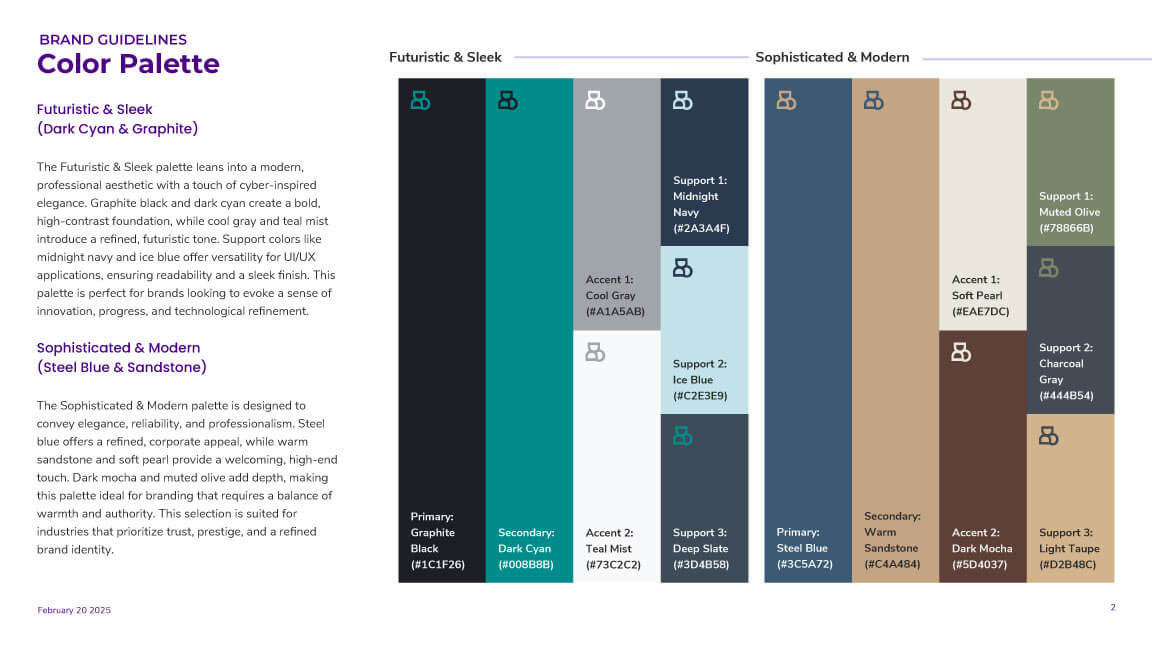 BRAND GUIDELINES
Color Palette
Futuristic & Sleek
(Dark Cyan & Graphite)
The Futuristic & Sleek palette leans into a modern,
professional aesthetic with a touch of cyber-inspired
elegance. Graphite black and dark cyan create a bold,
high-contrast foundation, while cool gray and teal mist
introduce a refined, futuristic tone. Support colors like
midnight navy and ice blue offer versatility for UI/UX
applications, ensuring readability and a sleek finish. This
palette is perfect for brands looking to evoke a sense of
innovation, progress, and technological refinement.
Sophisticated & Modern
(Steel Blue & Sandstone)
The Sophisticated & Modern palette is designed to
convey elegance, reliability, and professionalism. Steel
blue offers a refined, corporate appeal, while warm
sandstone and soft pearl provide a welcoming, high-end
touch. Dark mocha and muted olive add depth, making
this palette ideal for branding that requires a balance of
warmth and authority. This selection is suited for
industries that prioritize trust, prestige, and a refined
brand identity.
February 20 2025
Futuristic & Sleek
Primary:
Graphite
Black
(#1C1F26)
Secondary:
Dark Cyan
(#008B8B)
Accent 1:
Cool Gray
(#A1A5AB)
Accent 2:
Teal Mist
(#73C2C2)
Support 1:
Midnight
Navy
(#2A3A4F)
Support 2:
Ice Blue
(#C2E3E9)
Support 3:
Deep Slate
(#3D4B58)
Sophisticated & Modern
Primary:
Steel Blue
(#3C5A72)
Secondary:
Warm
Sandstone
(#C4A484)
Accent 1:
Soft Pearl
(#EAE7DC)
Accent 2:
Dark Mocha
(#5D4037)
Support 1:
Muted Olive
(#78866B)
Support 2:
Charcoal
Gray
(#444B54)
Support 3:
Light Taupe
(#D2B48C)
2